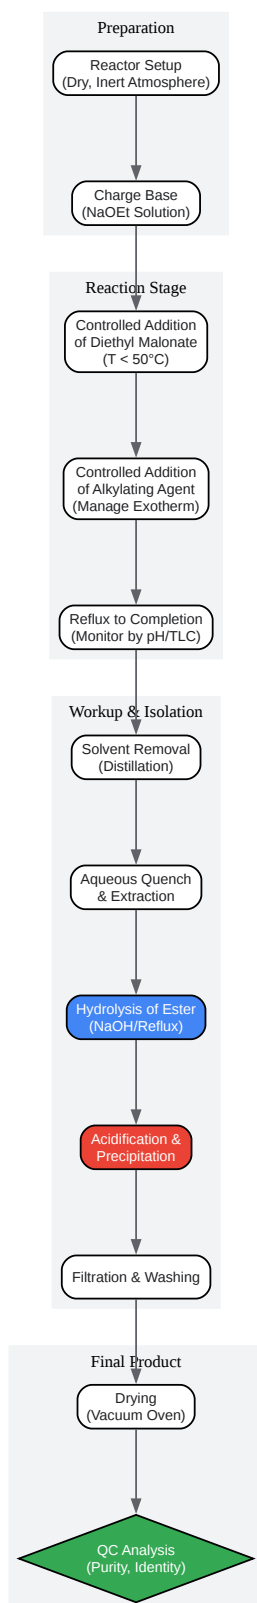 Preparation
Reactor Setup
(Dry, Inert Atmosphere)
Charge Base
(NaOEt Solution)
Reaction Stage
Controlled Addition
of Diethyl Malonate
(T < 50°C)
Controlled Addition
of Alkylating Agent
(Manage Exotherm)
Reflux to Completion
(Monitor by pH/TLC)
Workup & Isolation
Solvent Removal
(Distillation)
Aqueous Quench
& Extraction
Hydrolysis of Ester
(NaOH/Reflux)
Acidification &
Precipitation
Filtration & Washing
Final Product
Drying
(Vacuum Oven)
QC Analysis
(Purity, Identity)